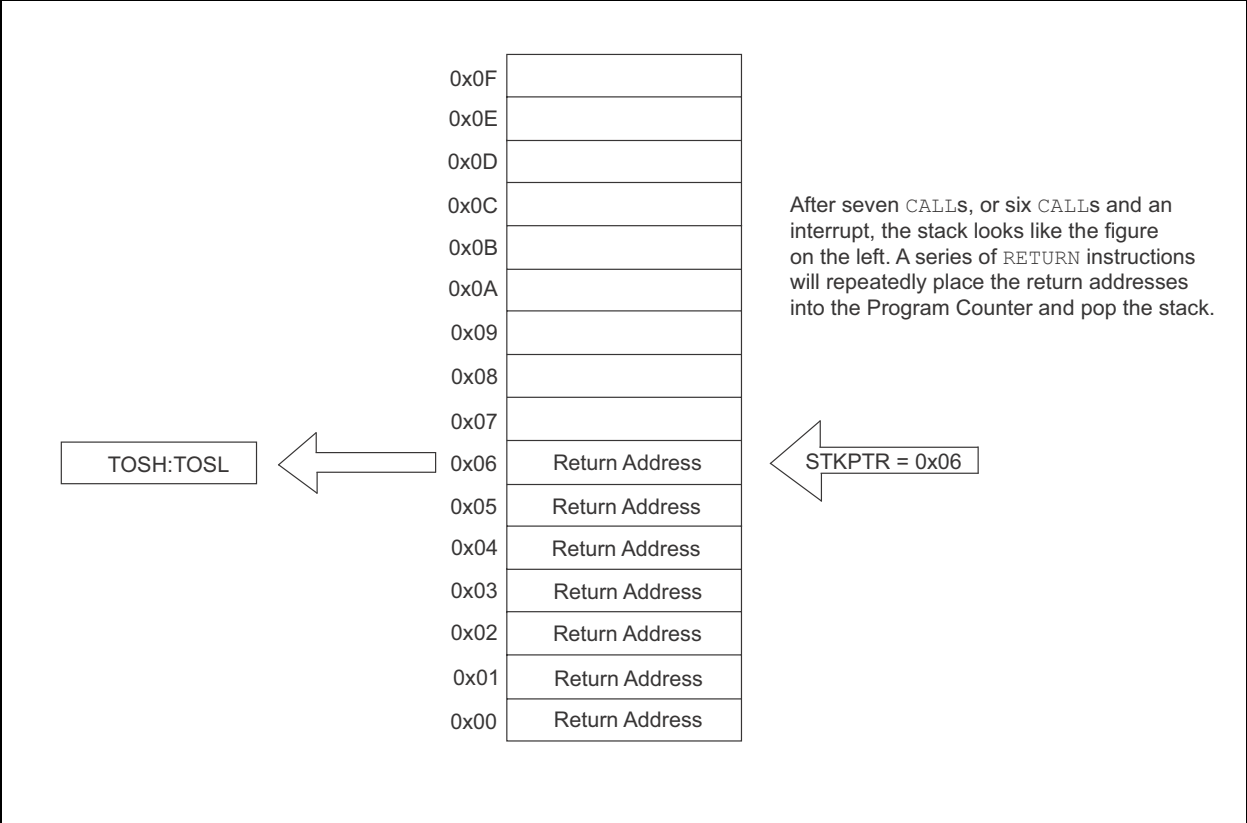 0x0F
0x0E
0x0D
0x0C
0x0B
0x0A
0x09
0x08
0x07
0x06 Return Address
0x05 Return Address
0x04 Return Address
0x03 Return Address
0x02 Return Address
0x01 Return Address
0x00 Return Address
TOSH:TOSL
STKPTR = 0x06
After seven CALLs, or six CALLs and an
interrupt, the stack looks like the figure
on the left. A series of RETURN instructions
will repeatedly place the return addresses
into the Program Counter and pop the stack.